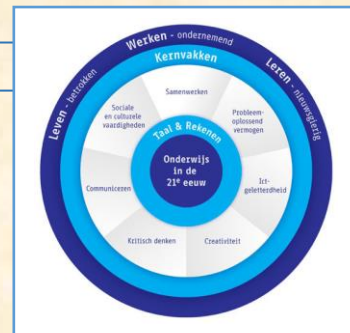 Werken - ondernemend
Leven - betrokken
Leren - nieuwsgierig
Kernvakken
Samenwerken
Sociale
en culturele
vaardigheden
Probleem-
oplossend
vermogen
Taal & Rekenen
Onderwijs
in de
21e eeuw
Communiceren
Ict-
geletterdheid
Kritisch denken
Creativiteit